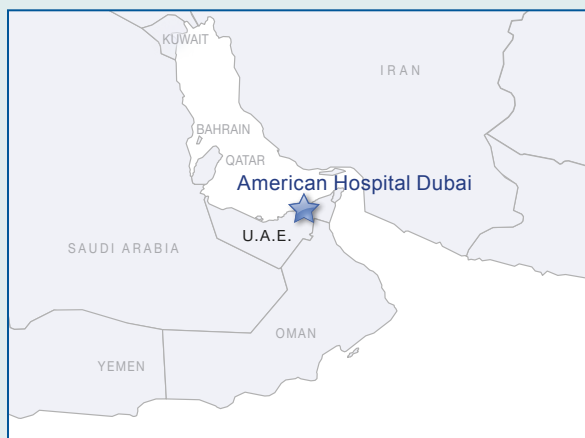 KUWAIT
IRAN
BAHRAIN
QATAR
American Hospital Dubai
U.A.E.
SAUDI ARABIA
OMAN
YEMEN